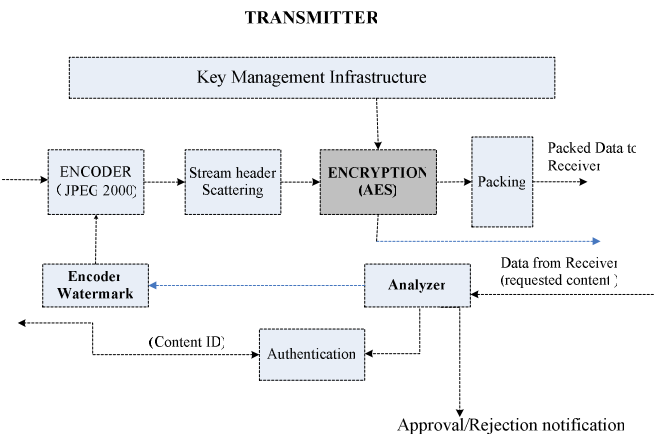 TRANSMITTER
Key Management Infrastructure
ENCODER
(JPEG 2000)
Stream header
Scattering
ENCRYPTION
(AES)
Packing
Packed Data to
Receiver
Encoder
Watermark
Analyzer
Data from Receiver
(requested content)
(Content ID)
Authentication
Approval/Rejection notification